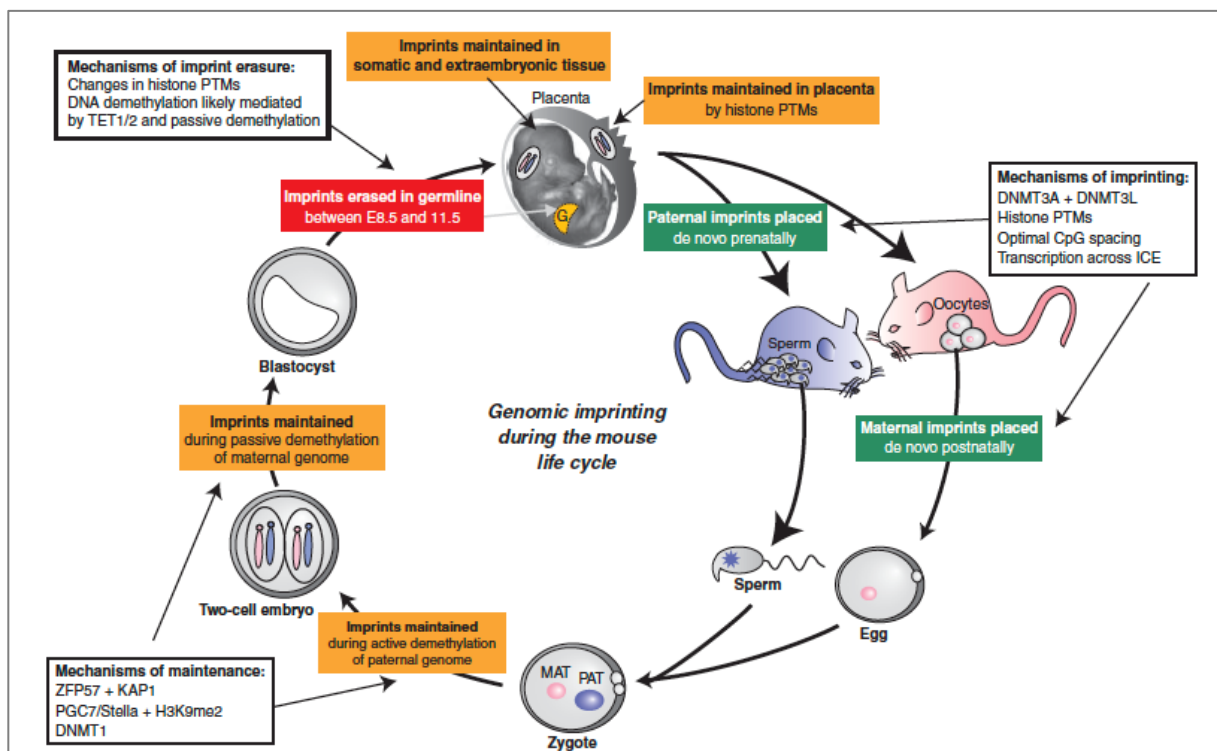 Mechanisms of imprint erasure:
Changes in histone PTMs
DNA demethylation likely mediated
by TET1/2 and passive demethylation
Imprints maintained in
somatic and extraembryonic tissue
Placenta
Imprints maintained in placenta
by histone PTMs
Imprints erased in germline
between E8.5 and 11.5
G
Paternal imprints placed
de novo prenatally
Mechanisms of imprinting:
DNMT3A + DNMT3L
Histone PTMs
Optimal CpG spacing
Transcription across ICE
Blastocyst
Sperm
Oocytes
Genomic imprinting
during the mouse
life cycle
Imprints maintained
during passive demethylation
of maternal genome
Maternal imprints placed
de novo postnatally
Two-cell embryo
Sperm
Egg
Imprints maintained
during active demethylation
of paternal genome
Mechanisms of maintenance:
ZFP57 + KAP1
PGC7/Stella + H3K9me2
DNMT1
MAT
PAT
Zygote